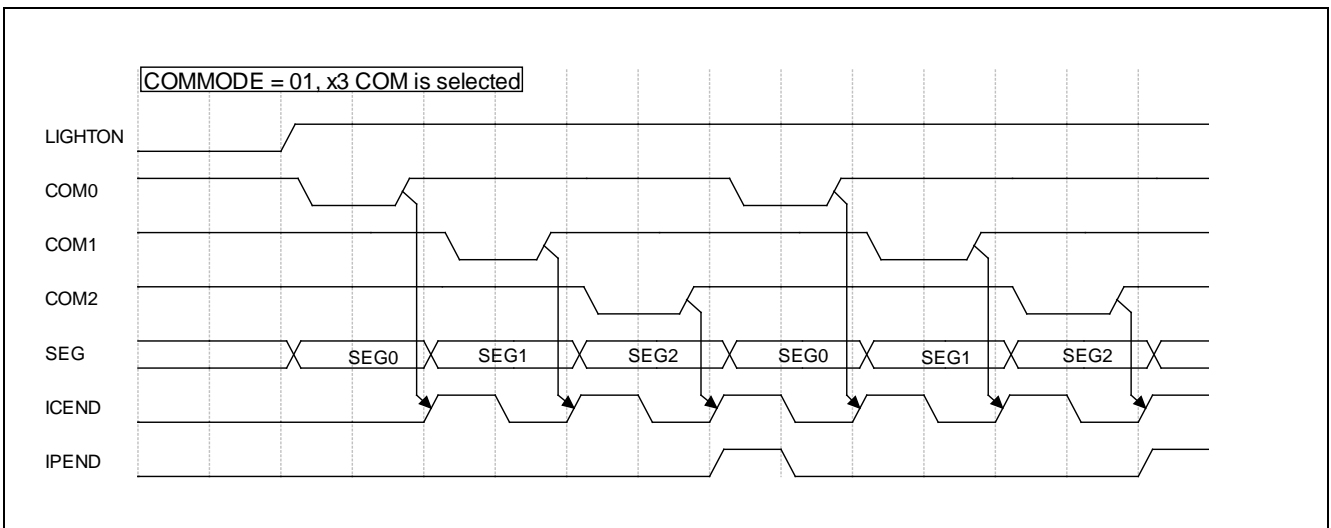 COMMODE = 01, x3 COM is selected
LIGHTON
COM0
COM1
COM2
SEG SEG0 SEG1 SEG2 SEG0 SEG1 SEG2
ICEND
IPEND